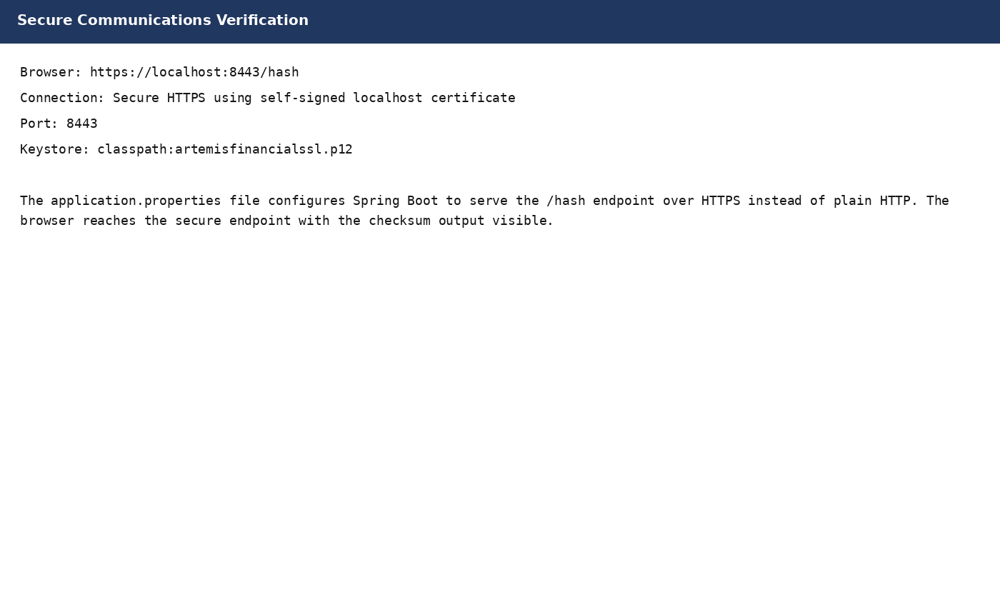 Secure Communications Verification
Browser: https://localhost:8443/hash
Connection: Secure HTTPS using self-signed localhost certificate
Port: 8443
Keystore: classpath:artemisfinancialssl.p12
The application.properties file configures Spring Boot to serve the /hash endpoint over HTTPS instead of plain HTTP. The
browser reaches the secure endpoint with the checksum output visible.